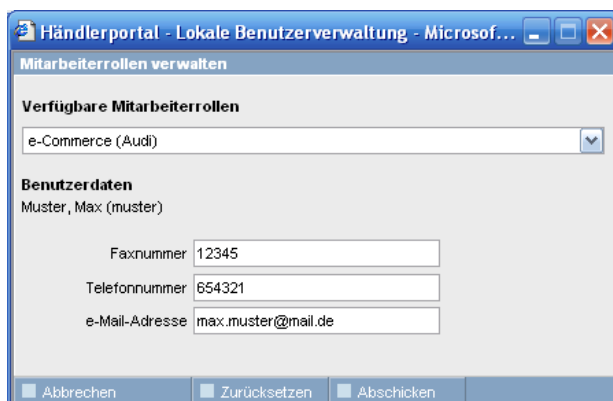 Händlerportal - Lokale Benutzerverwaltung - Microsof...
Mitarbeiterrollen verwalten
Verfügbare Mitarbeiterrollen
e-Commerce (Audi)
Benutzerdaten
Muster, Max (muster)
Faxnummer 12345
Telefonnummer 654321
e-Mail-Adresse max.muster@mail.de
Abbrechen Zurücksetzen Abschicken